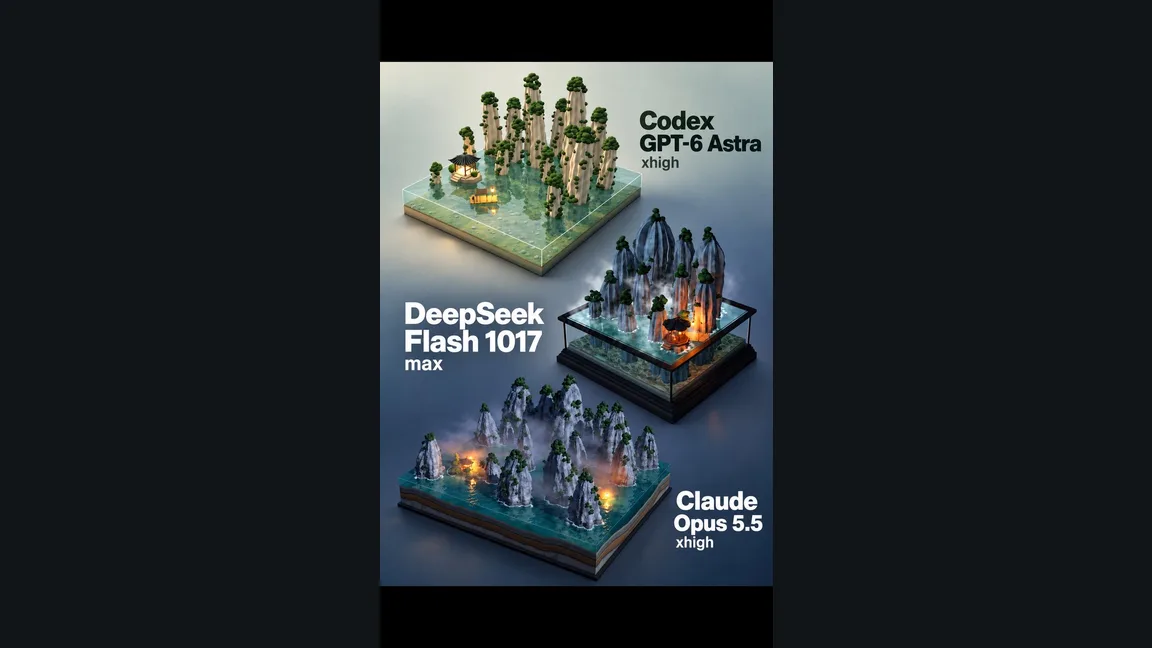 Codex
GPT-6 Astra
xhigh
DeepSeek
Flash 1017
max
Claude
Opus 5.5
xhigh